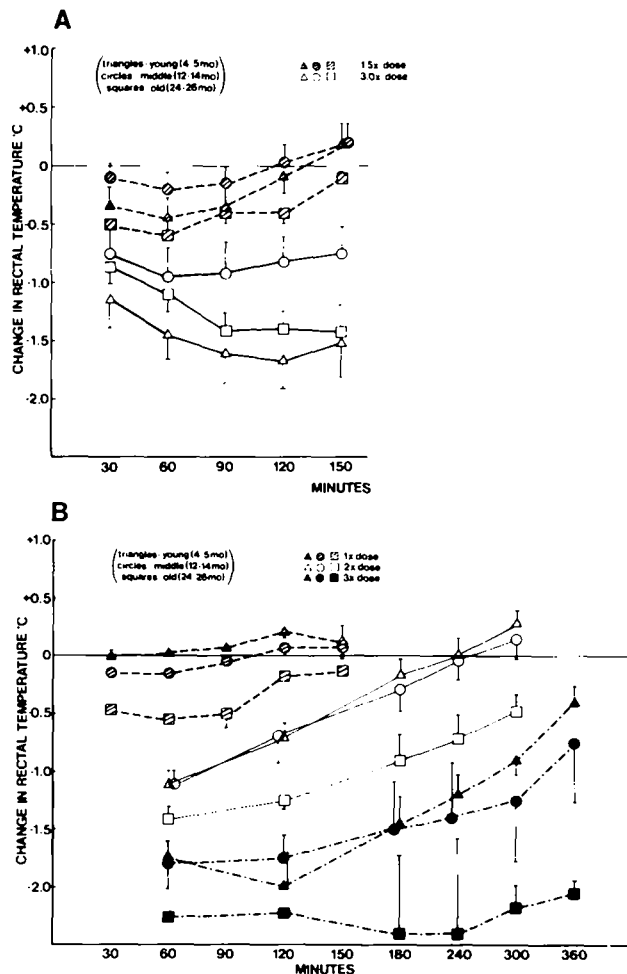 A
+1.0
+0.5
0
-0.5
-1.0
-1.5
-2.0
CHANGE IN RECTAL TEMPERATURE °C
triangles-young(4-5mo)
circles middle(12-14mo)
squares old(24-26mo)
1.5x dose
3.0x dose
30 60 90 120 150
MINUTES
B
+1.0
+0.5
0
-0.5
-1.0
-1.5
-2.0
CHANGE IN RECTAL TEMPERATURE °C
triangles-young(4-5mo)
circles middle(12-14mo)
squares old(24-26mo)
1x dose
2x dose
3x dose
30 60 90 120 150 180 240 300 360
MINUTES